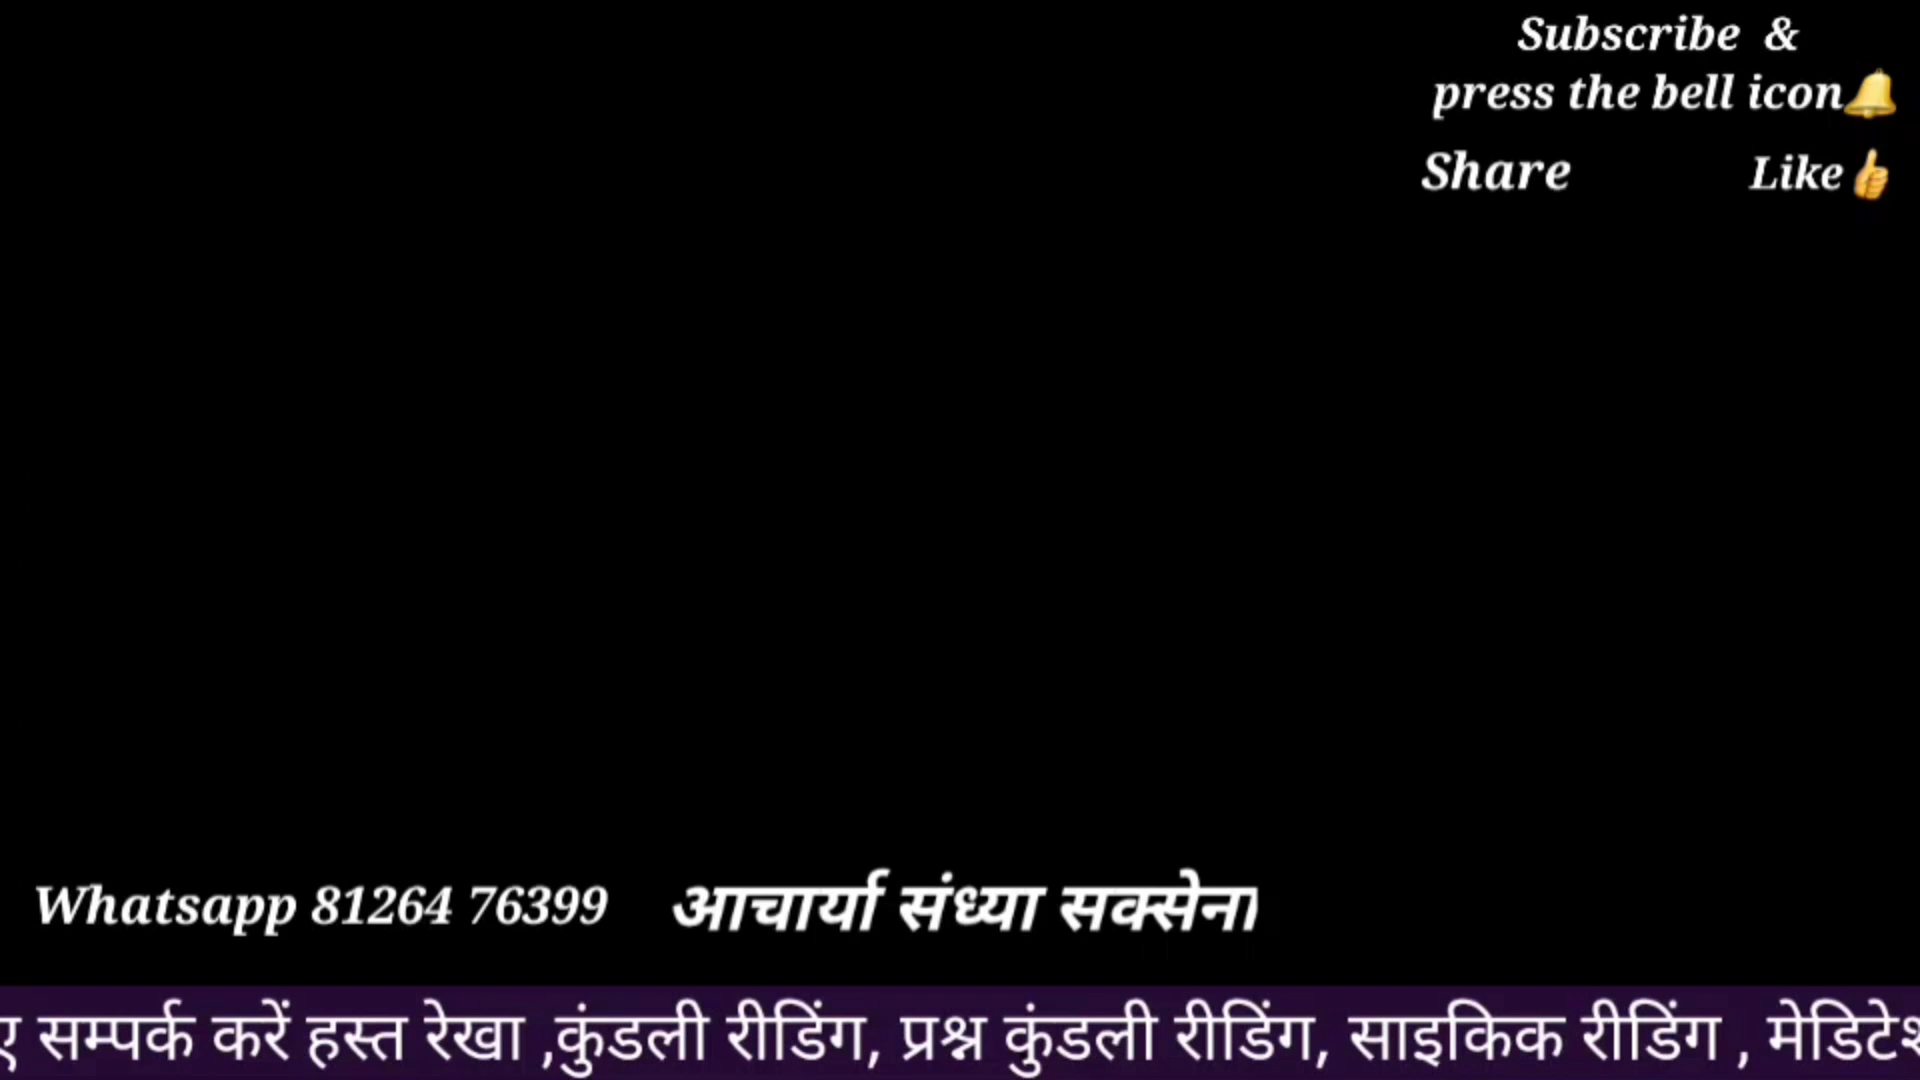 Subscribe &
press the bell icon🔔
Share Like👍
Whatsapp 81264 76399 आचार्या संध्या सक्सेना
सम्पर्क करें हस्त रेखा ,कुंडली रीडिंग, प्रश्न कुंडली रीडिंग, साइकिक रीडिंग ,